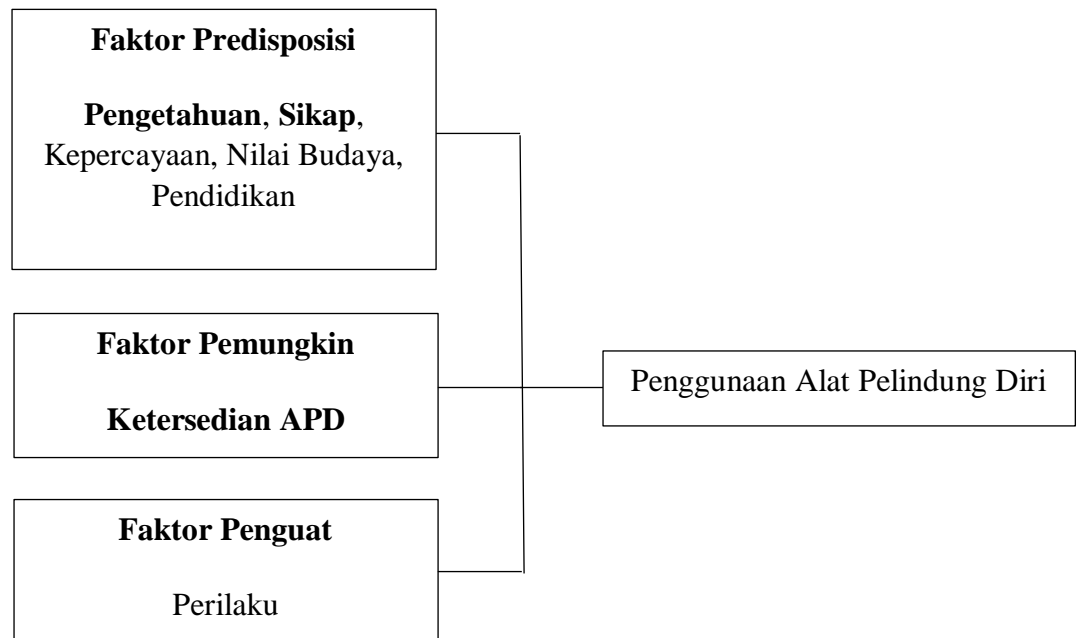 Faktor Predisposisi
Pengetahuan, Sikap,
Kepercayaan, Nilai Budaya,
Pendidikan
Faktor Pemungkin
Ketersedian APD
Penggunaan Alat Pelindung Diri
Faktor Penguat
Perilaku